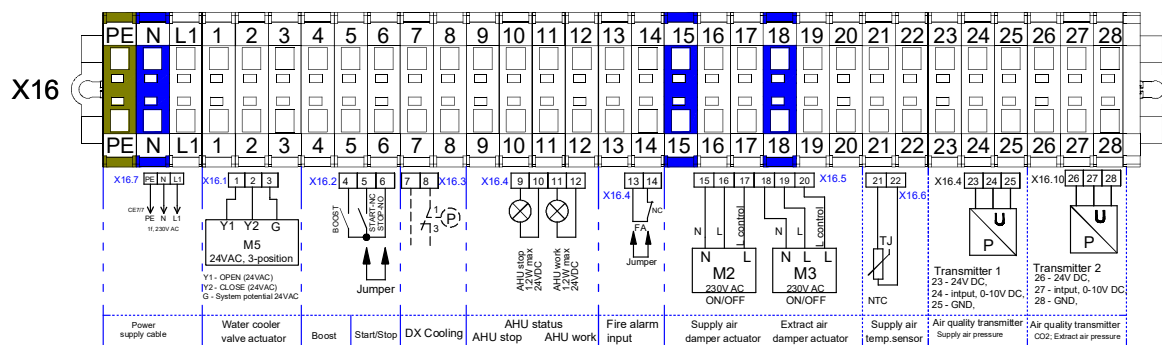 PE N L1 1 2 3 4 5 6 7 8 9 10 11 12 13 14 15 16 17 18 19 20 21 22 23 24 25 26 27 28
X16
PE N L1 1 2 3 4 5 6 7 8 9 10 11 12 13 14 15 16 17 18 19 20 21 22 23 24 25 26 27 28
X16.7
PE N L1
CE7/7
PE N L1
1f, 230V AC
X16.1
1 2 3
Y1 Y2 G
M5
24VAC, 3-position
Y1 - OPEN (24VAC)
Y2 - CLOSE (24VAC)
G - System potential 24VAC
X16.2
4 5 6
BOOST
START-NC
STOP-NO
Jumper
7 8
X16.3
1
3
P
X16.4
9 10 11 12
AHU stop
1.2W max
24VDC
AHU work
1.2W max
24VDC
X16.4
13 14
NC
FA
Jumper
15 16 17 18 19 20
X16.5
N
L
L control
N
L
L control
N L
M2
230V AC
ON/OFF
N L L
M3
230V AC
ON/OFF
21 22
X16.6
TJ
NTC
X16.4
23 24 25
U
P
Transmitter 1
23 - 24V DC,
24 - intput, 0-10V DC,
25 - GND,
X16.10
26 27 28
U
P
Transmitter 2
26 - 24V DC,
27 - intput, 0-10V DC
28 - GND,
Power
supply cable
Water cooler
valve actuator
Boost
Start/Stop
DX Cooling
AHU status
AHU stop
AHU work
Fire alarm
input
Supply air
damper actuator
Extract air
damper actuator
Supply air
temp.sensor
Air quality transmitter
Supply air pressure
Air quality transmitter
CO2; Extract air pressure